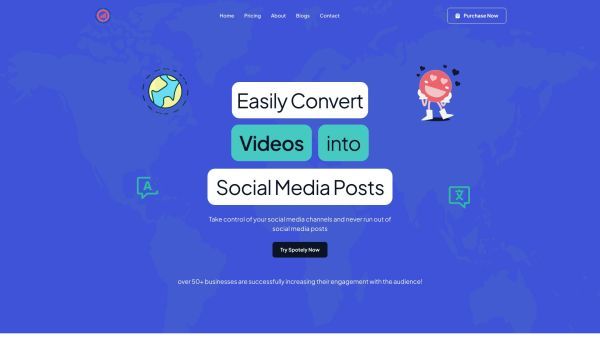 Home Pricing About Blogs Contact Purchase Now
Easily Convert
Videos into
Social Media Posts
A
文
Take control of your social media channels and never run out of
social media posts
Try Spotely Now
over 50+ businesses are successfully increasing their engagement with the audience!